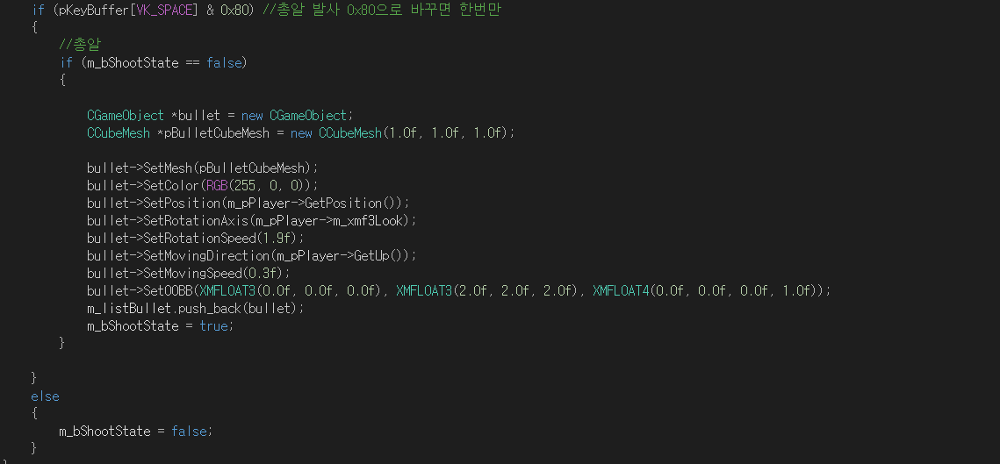 if (pKeyBuffer[VK_SPACE] & 0x80) //총알 발사 0x80으로 바꾸면 한번만
{
//총알
if (m_bShootState == false)
{
CGameObject *bullet = new CGameObject;
CCubeMesh *pBulletCubeMesh = new CCubeMesh(1.0f, 1.0f, 1.0f);
bullet->SetMesh(pBulletCubeMesh);
bullet->SetColor(RGB(255, 0, 0));
bullet->SetPosition(m_pPlayer->GetPosition());
bullet->SetRotationAxis(m_pPlayer->m_xmf3Look);
bullet->SetRotationSpeed(1.9f);
bullet->SetMovingDirection(m_pPlayer->GetUp());
bullet->SetMovingSpeed(0.3f);
bullet->SetOOBB(XMFLOAT3(0.0f, 0.0f, 0.0f), XMFLOAT3(2.0f, 2.0f, 2.0f), XMFLOAT4(0.0f, 0.0f, 0.0f, 1.0f));
m_listBullet.push_back(bullet);
m_bShootState = true;
}
}
else
{
m_bShootState = false;
}